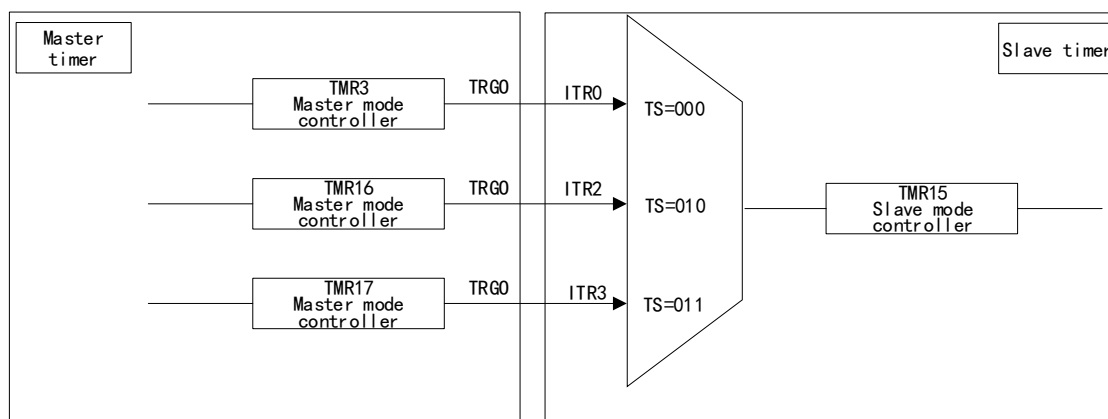 Master
timer
Slave timer
TMR3
Master mode
controller
TRGO
ITR0
TS=000
TMR16
Master mode
controller
TRGO
ITR2
TS=010
TMR15
Slave mode
controller
TMR17
Master mode
controller
TRGO
ITR3
TS=011